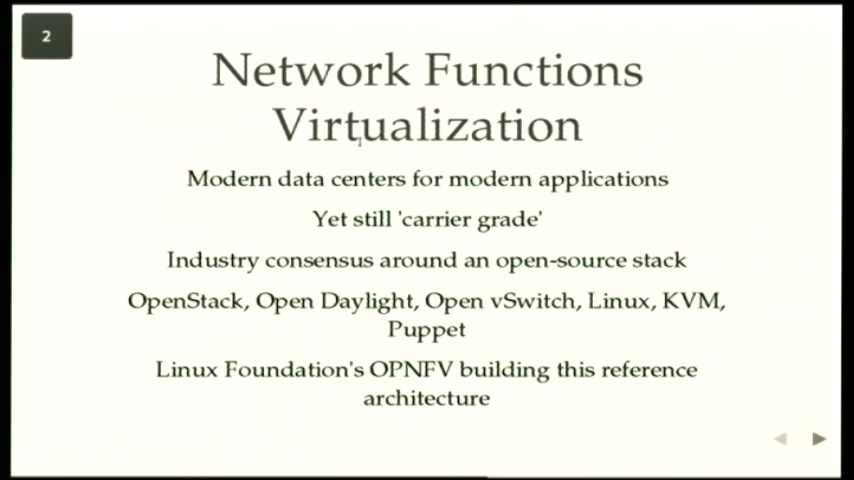 2
Network Functions
Virtualization
Modern data centers for modern applications
Yet still 'carrier grade'
Industry consensus around an open-source stack
OpenStack, Open Daylight, Open vSwitch, Linux, KVM,
Puppet
Linux Foundation's OPNFV building this reference
architecture